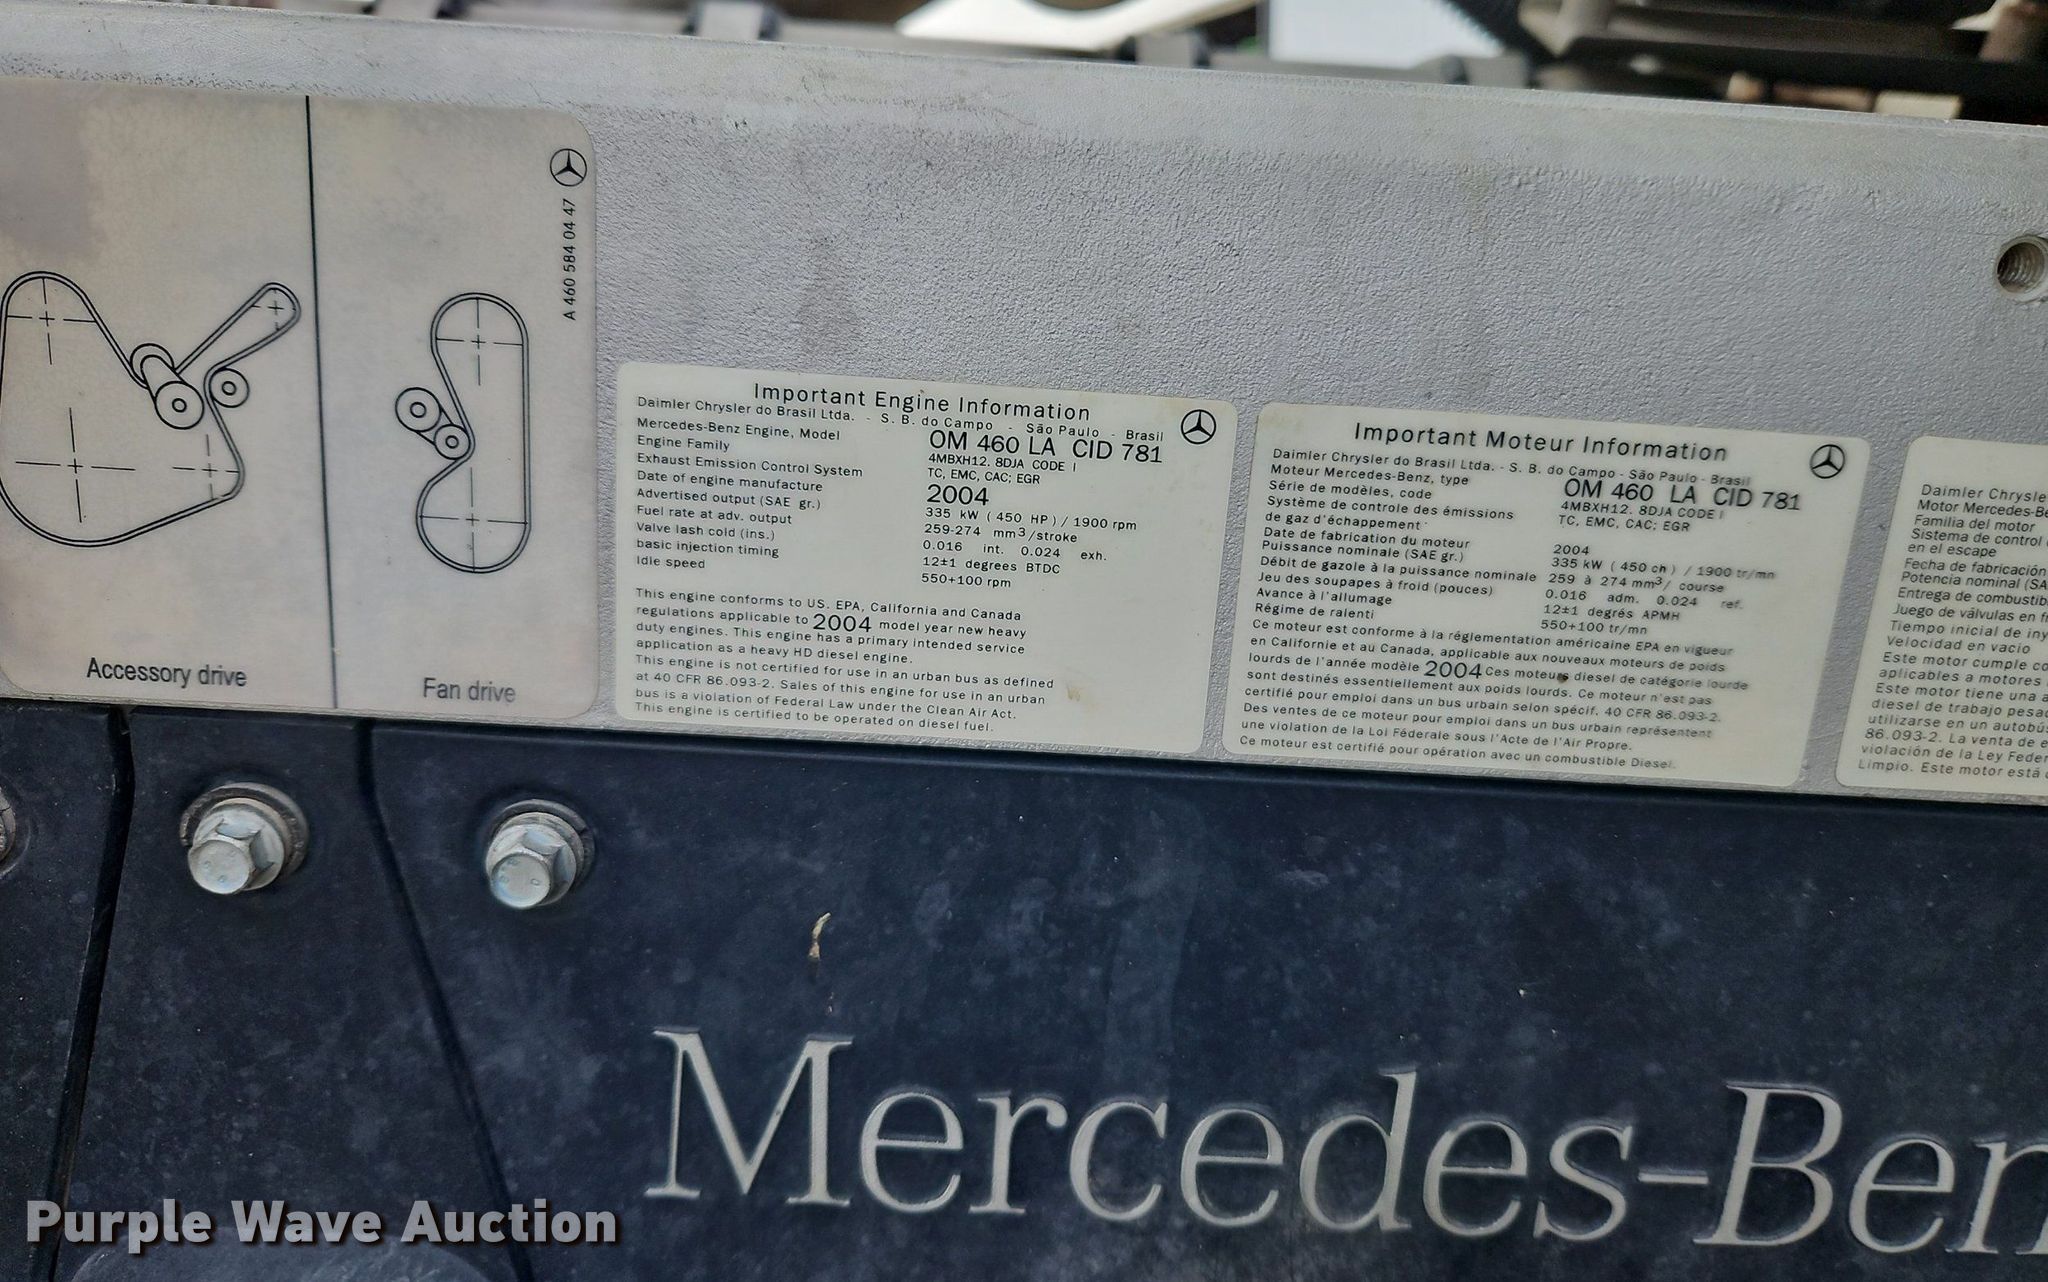 A 460 584 04 47
Accessory drive
Fan drive
Important Engine Information
Daimler Chrysler do Brasil Ltda. - S. B. do Campo - São Paulo - Brasil
Mercedes-Benz Engine, Model OM 460 LA CID 781
Engine Family 4MBXH12. 8DJA CODE I
Exhaust Emission Control System TC, EMC, CAC; EGR
Date of engine manufacture 2004
Advertised output (SAE gr.) 335 kW ( 450 HP ) / 1900 rpm
Fuel rate at adv. output 259-274 mm³/stroke
Valve lash cold (ins.) 0.016 int. 0.024 exh.
basic injection timing 12±1 degrees BTDC
Idle speed 550+100 rpm
This engine conforms to US. EPA, California and Canada
regulations applicable to 2004 model year new heavy
duty engines. This engine has a primary intended service
application as a heavy HD diesel engine.
This engine is not certified for use in an urban bus as defined
at 40 CFR 86.093-2. Sales of this engine for use in an urban
bus is a violation of Federal Law under the Clean Air Act.
This engine is certified to be operated on diesel fuel.
Important Moteur Information
Daimler Chrysler do Brasil Ltda. - S. B. do Campo - São Paulo - Brasil
Moteur Mercedes-Benz, type OM 460 LA CID 781
Série de modèles, code 4MBXH12. 8DJA CODE I
Système de contrôle des émissions TC, EMC, CAC; EGR
de gaz d'échappement
Date de fabrication du moteur 2004
Puissance nominale (SAE gr.) 335 kW ( 450 ch ) / 1900 tr/mn
Débit de gazole à la puissance nominale 259 à 274 mm³/ course
Jeu des soupapes à froid (pouces) 0.016 adm. 0.024 ref.
Avance à l'allumage 12±1 degrés APMH
Régime de ralenti 550+100 tr/mn
Ce moteur est conforme à la réglementation américaine EPA en vigueur
en Californie et au Canada, applicable aux nouveaux moteurs de poids
lourds de l'année modèle 2004 Ces moteurs diesel de catégorie lourde
sont destinés essentiellement aux poids lourds. Ce moteur n'est pas
certifié pour emploi dans un bus urbain selon spécif. 40 CFR 86.093-2.
Des ventes de ce moteur pour emploi dans un bus urbain représentent
une violation de la Loi Féderale sous l'Acte de l'Air Propre.
Ce moteur est certifié pour opération avec un combustible Diesel.
Daimler Chrysle
Motor Mercedes-Be
Familia del motor
Sistema de control
en el escape
Fecha de fabricación
Potencia nominal (SA
Entrega de combustib
Juego de válvulas en f
Tiempo inicial de iny
Velocidad en vacio
Este motor cumple co
aplicables a motores
Este motor tiene una a
diesel de trabajo pesa
utilizarse en un autobú
86.093-2. La venta de e
violación de la Ley Feder
Limpio. Este motor está
Mercedes-Ben
Purple Wave Auction